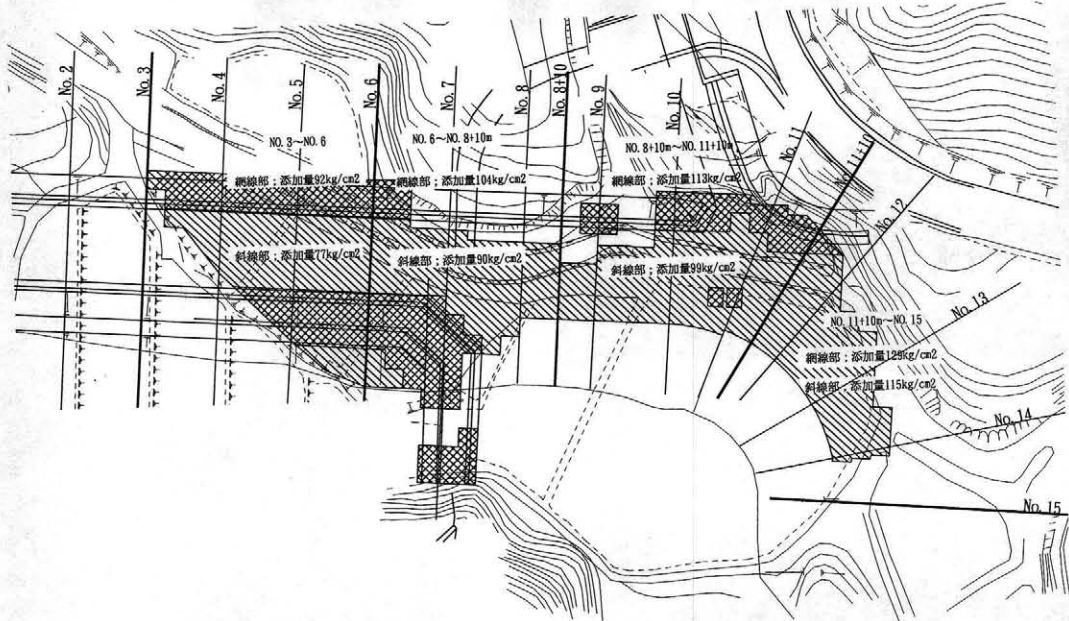 No.2
No.3
No.4
No.5
No.6
No.7
No.8
No.8+10
No.9
No.10
No.11
No.11+10
No.12
No.13
No.14
No.15
NO.3～NO.6
網線部；添加量92kg/cm2
斜線部；添加量77kg/cm2
NO.6～NO.8+10m
網線部；添加量104kg/cm2
斜線部；添加量90kg/cm2
NO.8+10m～NO.11+10m
網線部；添加量113kg/cm2
斜線部；添加量99kg/cm2
NO.11+10m～NO.15
網線部；添加量129kg/cm2
斜線部；添加量115kg/cm2